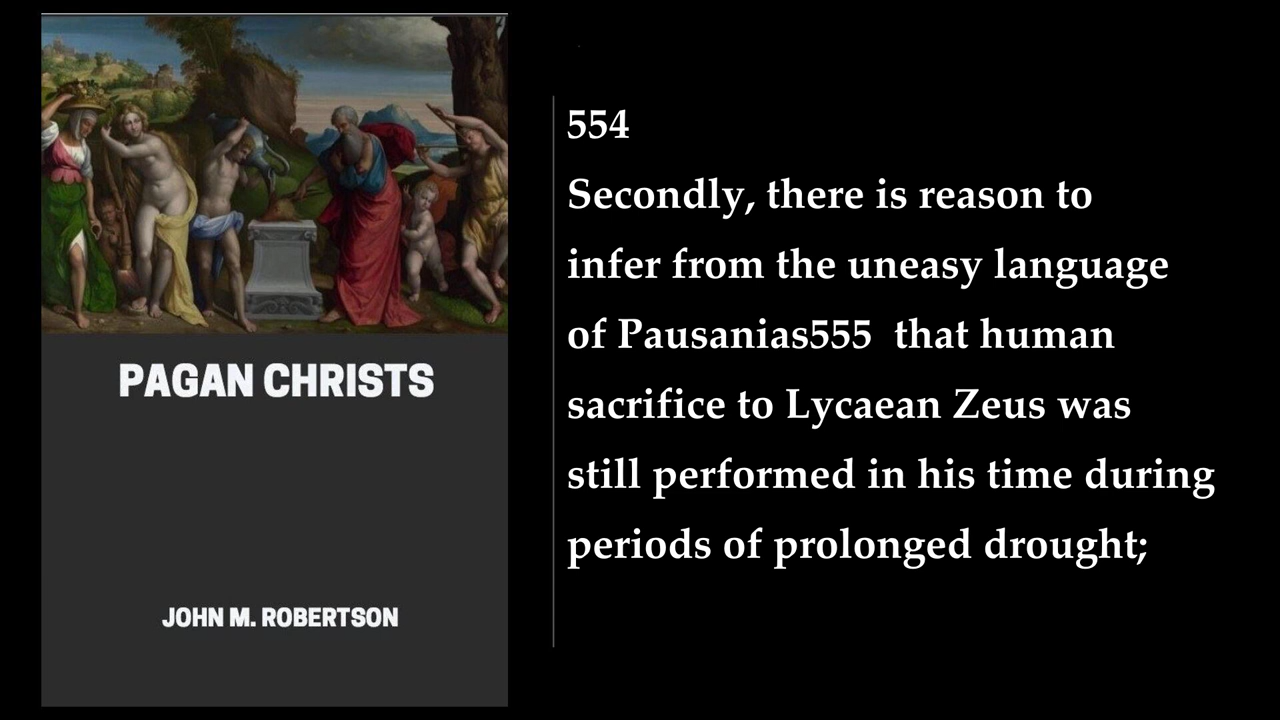 PAGAN CHRISTS
JOHN M. ROBERTSON
554
Secondly, there is reason to
infer from the uneasy language
of Pausanias555  that human
sacrifice to Lycaean Zeus was
still performed in his time during
periods of prolonged drought;